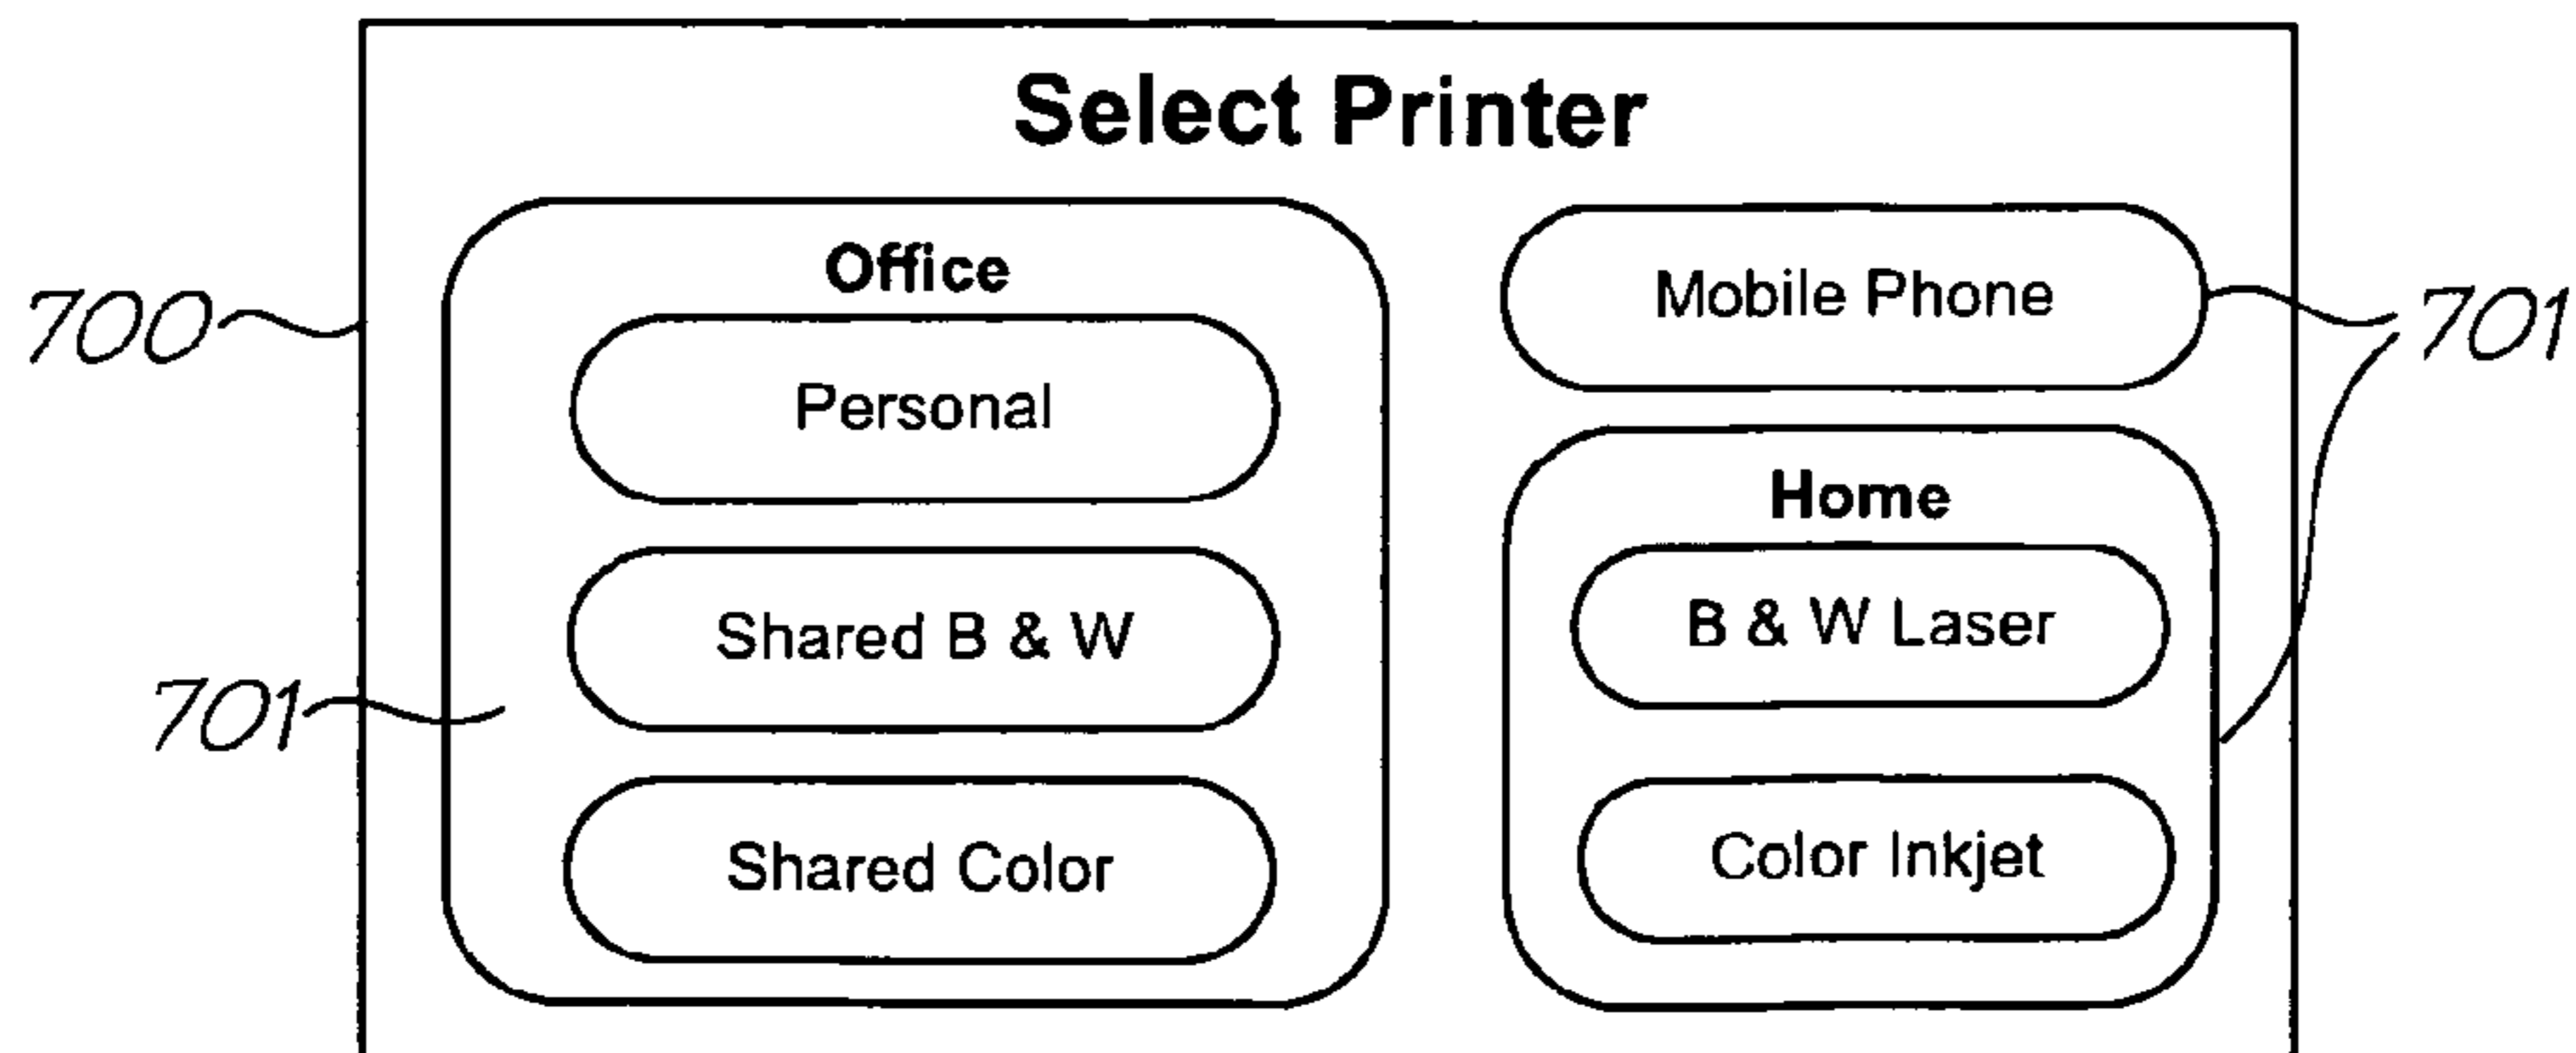 Select Printer
Office
Personal
Shared B & W
Shared Color
Mobile Phone
Home
B & W Laser
Color Inkjet
700
701
701